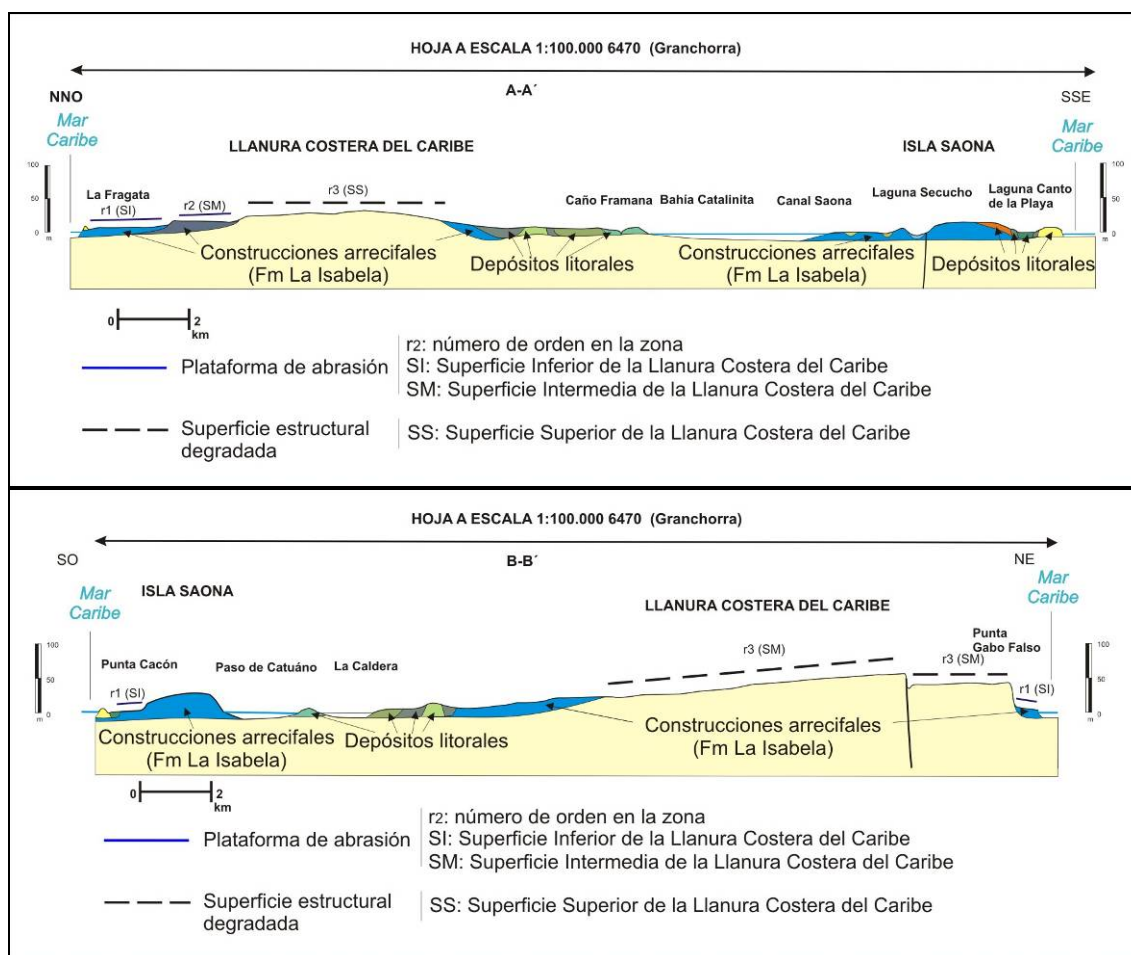 HOJA A ESCALA 1:100.000 6470 (Granchorra)
A-A´
NNO
SSE
Mar
Caribe
Mar
Caribe
LLANURA COSTERA DEL CARIBE
ISLA SAONA
100
50
0
m
100
50
0
m
La Fragata
r1 (SI)
r2 (SM)
r3 (SS)
Caño Framana
Bahía Catalinita
Canal Saona
Laguna Secucho
Laguna Canto
de la Playa
Construcciones arrecifales
(Fm La Isabela)
Depósitos litorales
Construcciones arrecifales
(Fm La Isabela)
Depósitos litorales
0 2
km
Plataforma de abrasión
r2: número de orden en la zona
SI: Superficie Inferior de la Llanura Costera del Caribe
SM: Superficie Intermedia de la Llanura Costera del Caribe
Superficie estructural
degradada
SS: Superficie Superior de la Llanura Costera del Caribe
HOJA A ESCALA 1:100.000 6470 (Granchorra)
B-B´
SO
NE
Mar
Caribe
Mar
Caribe
ISLA SAONA
LLANURA COSTERA DEL CARIBE
100
50
0
m
100
50
0
m
Punta Cacón
r1 (SI)
Paso de Catuáno
La Caldera
r3 (SM)
Punta
Gabo Falso
r3 (SM)
r1 (SI)
Construcciones arrecifales
(Fm La Isabela)
Depósitos litorales
Construcciones arrecifales
(Fm La Isabela)
0 2
km
Plataforma de abrasión
r2: número de orden en la zona
SI: Superficie Inferior de la Llanura Costera del Caribe
SM: Superficie Intermedia de la Llanura Costera del Caribe
Superficie estructural
degradada
SS: Superficie Superior de la Llanura Costera del Caribe